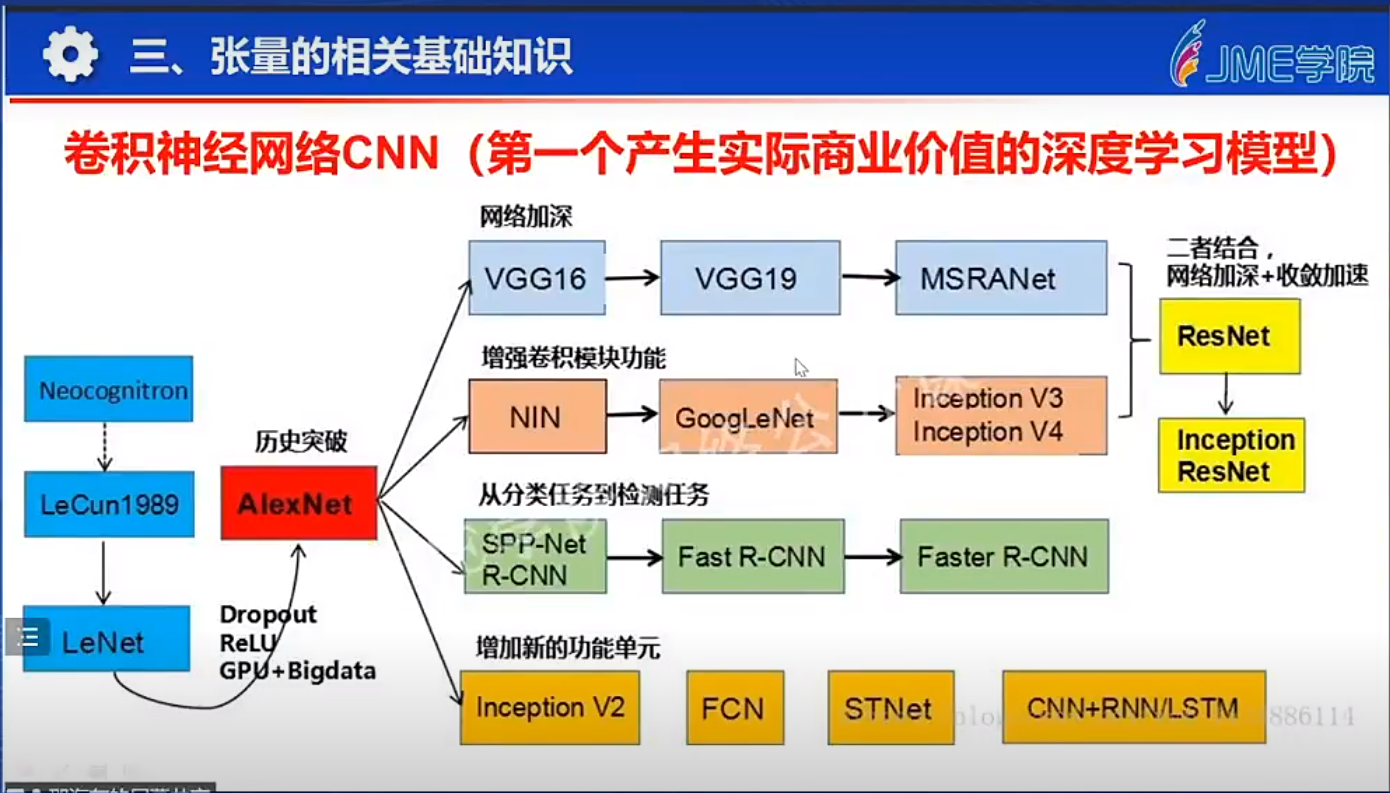 三、张量的相关基础知识
JME学院
卷积神经网络CNN（第一个产生实际商业价值的深度学习模型）
网络加深
VGG16
VGG19
MSRANet
二者结合，
网络加深+收敛加速
ResNet
Inception
ResNet
增强卷积模块功能
NIN
GoogLeNet
Inception V3
Inception V4
Neocognitron
LeCun1989
LeNet
历史突破
AlexNet
Dropout
ReLU
GPU+Bigdata
从分类任务到检测任务
SPP-Net
R-CNN
Fast R-CNN
Faster R-CNN
增加新的功能单元
Inception V2
FCN
STNet
CNN+RNN/LSTM
886114